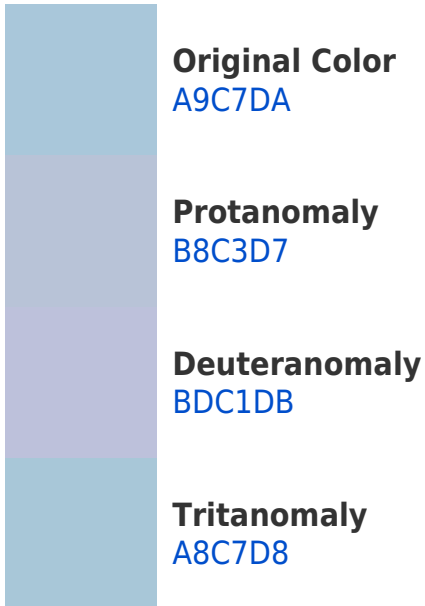 Original Color
A9C7DA
Protanomaly
B8C3D7
Deuteranomaly
BDC1DB
Tritanomaly
A8C7D8